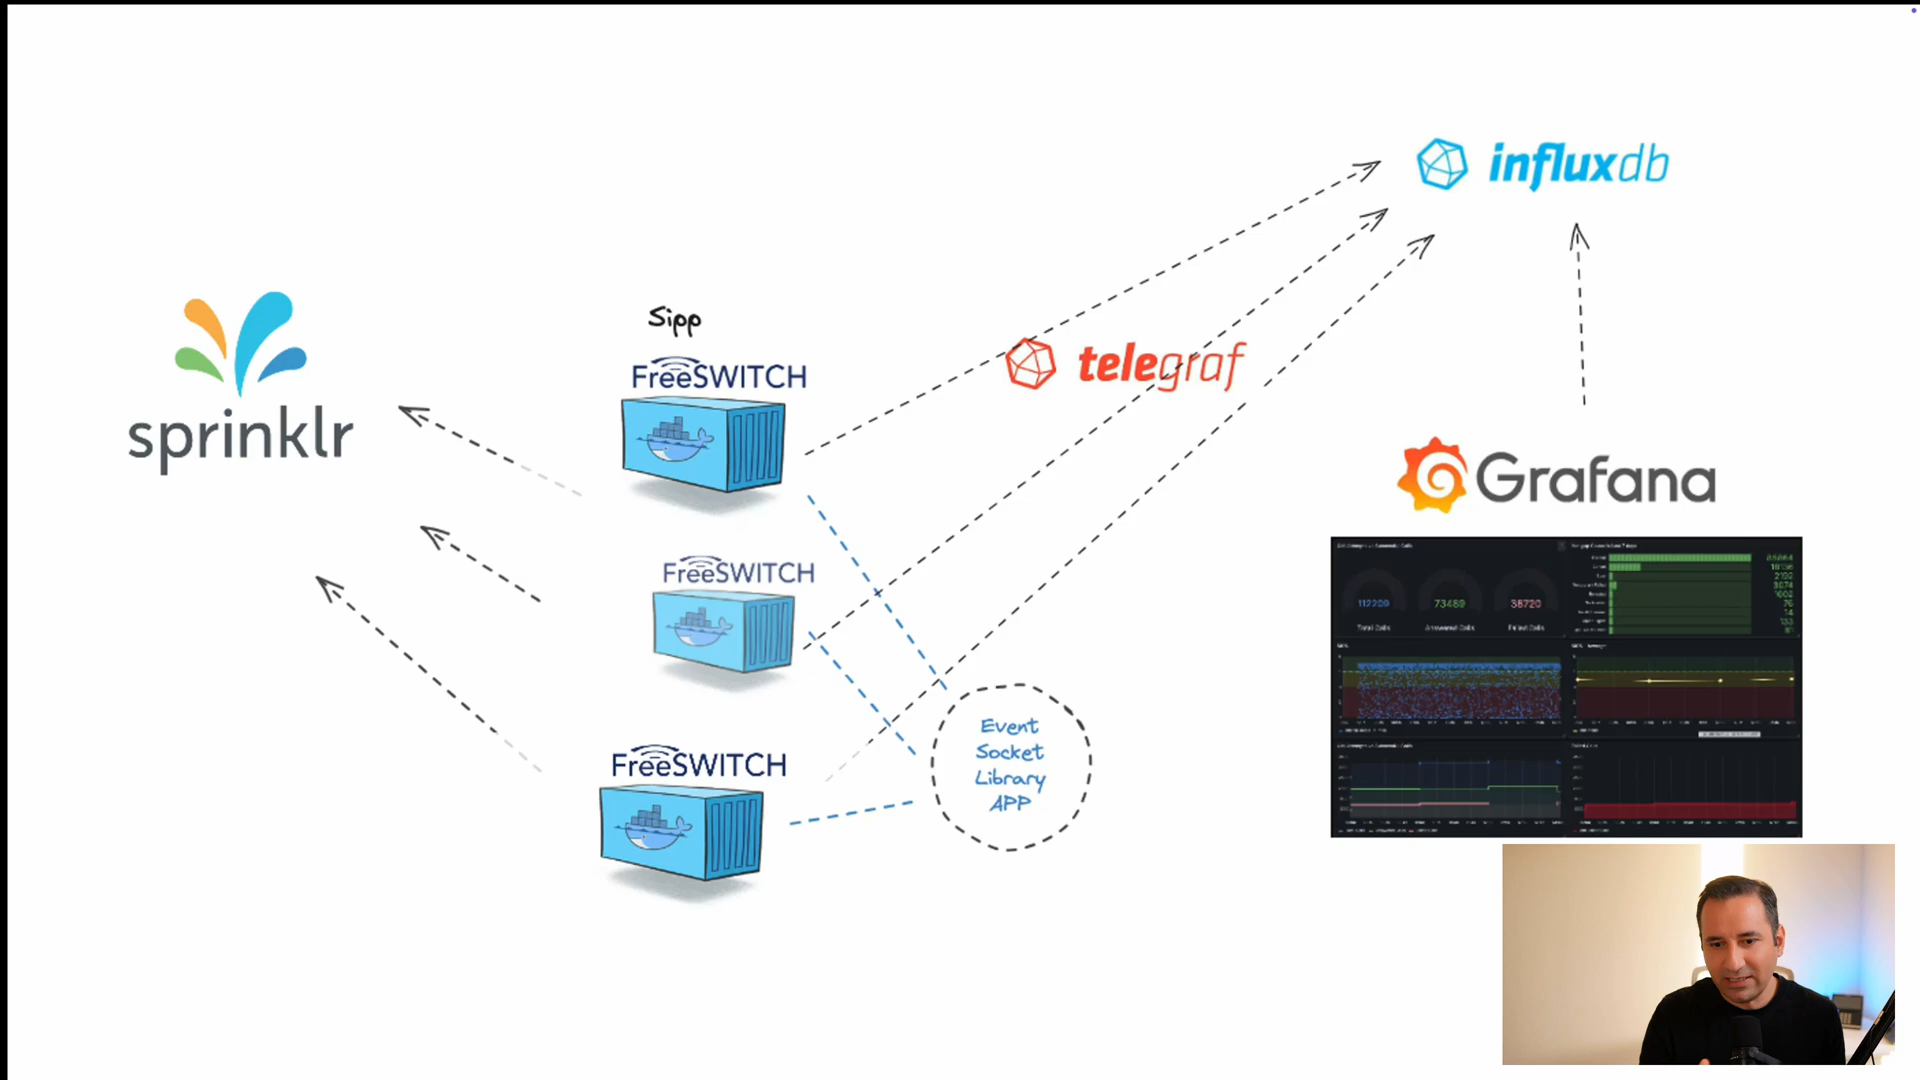 influxdb
Sipp
FreeSWITCH
telegraf
sprinklr
Grafana
FreeSWITCH
112209
73489
38720
Total Calls
Answered Calls
Failed Calls
FreeSWITCH
Event
Socket
Library
APP